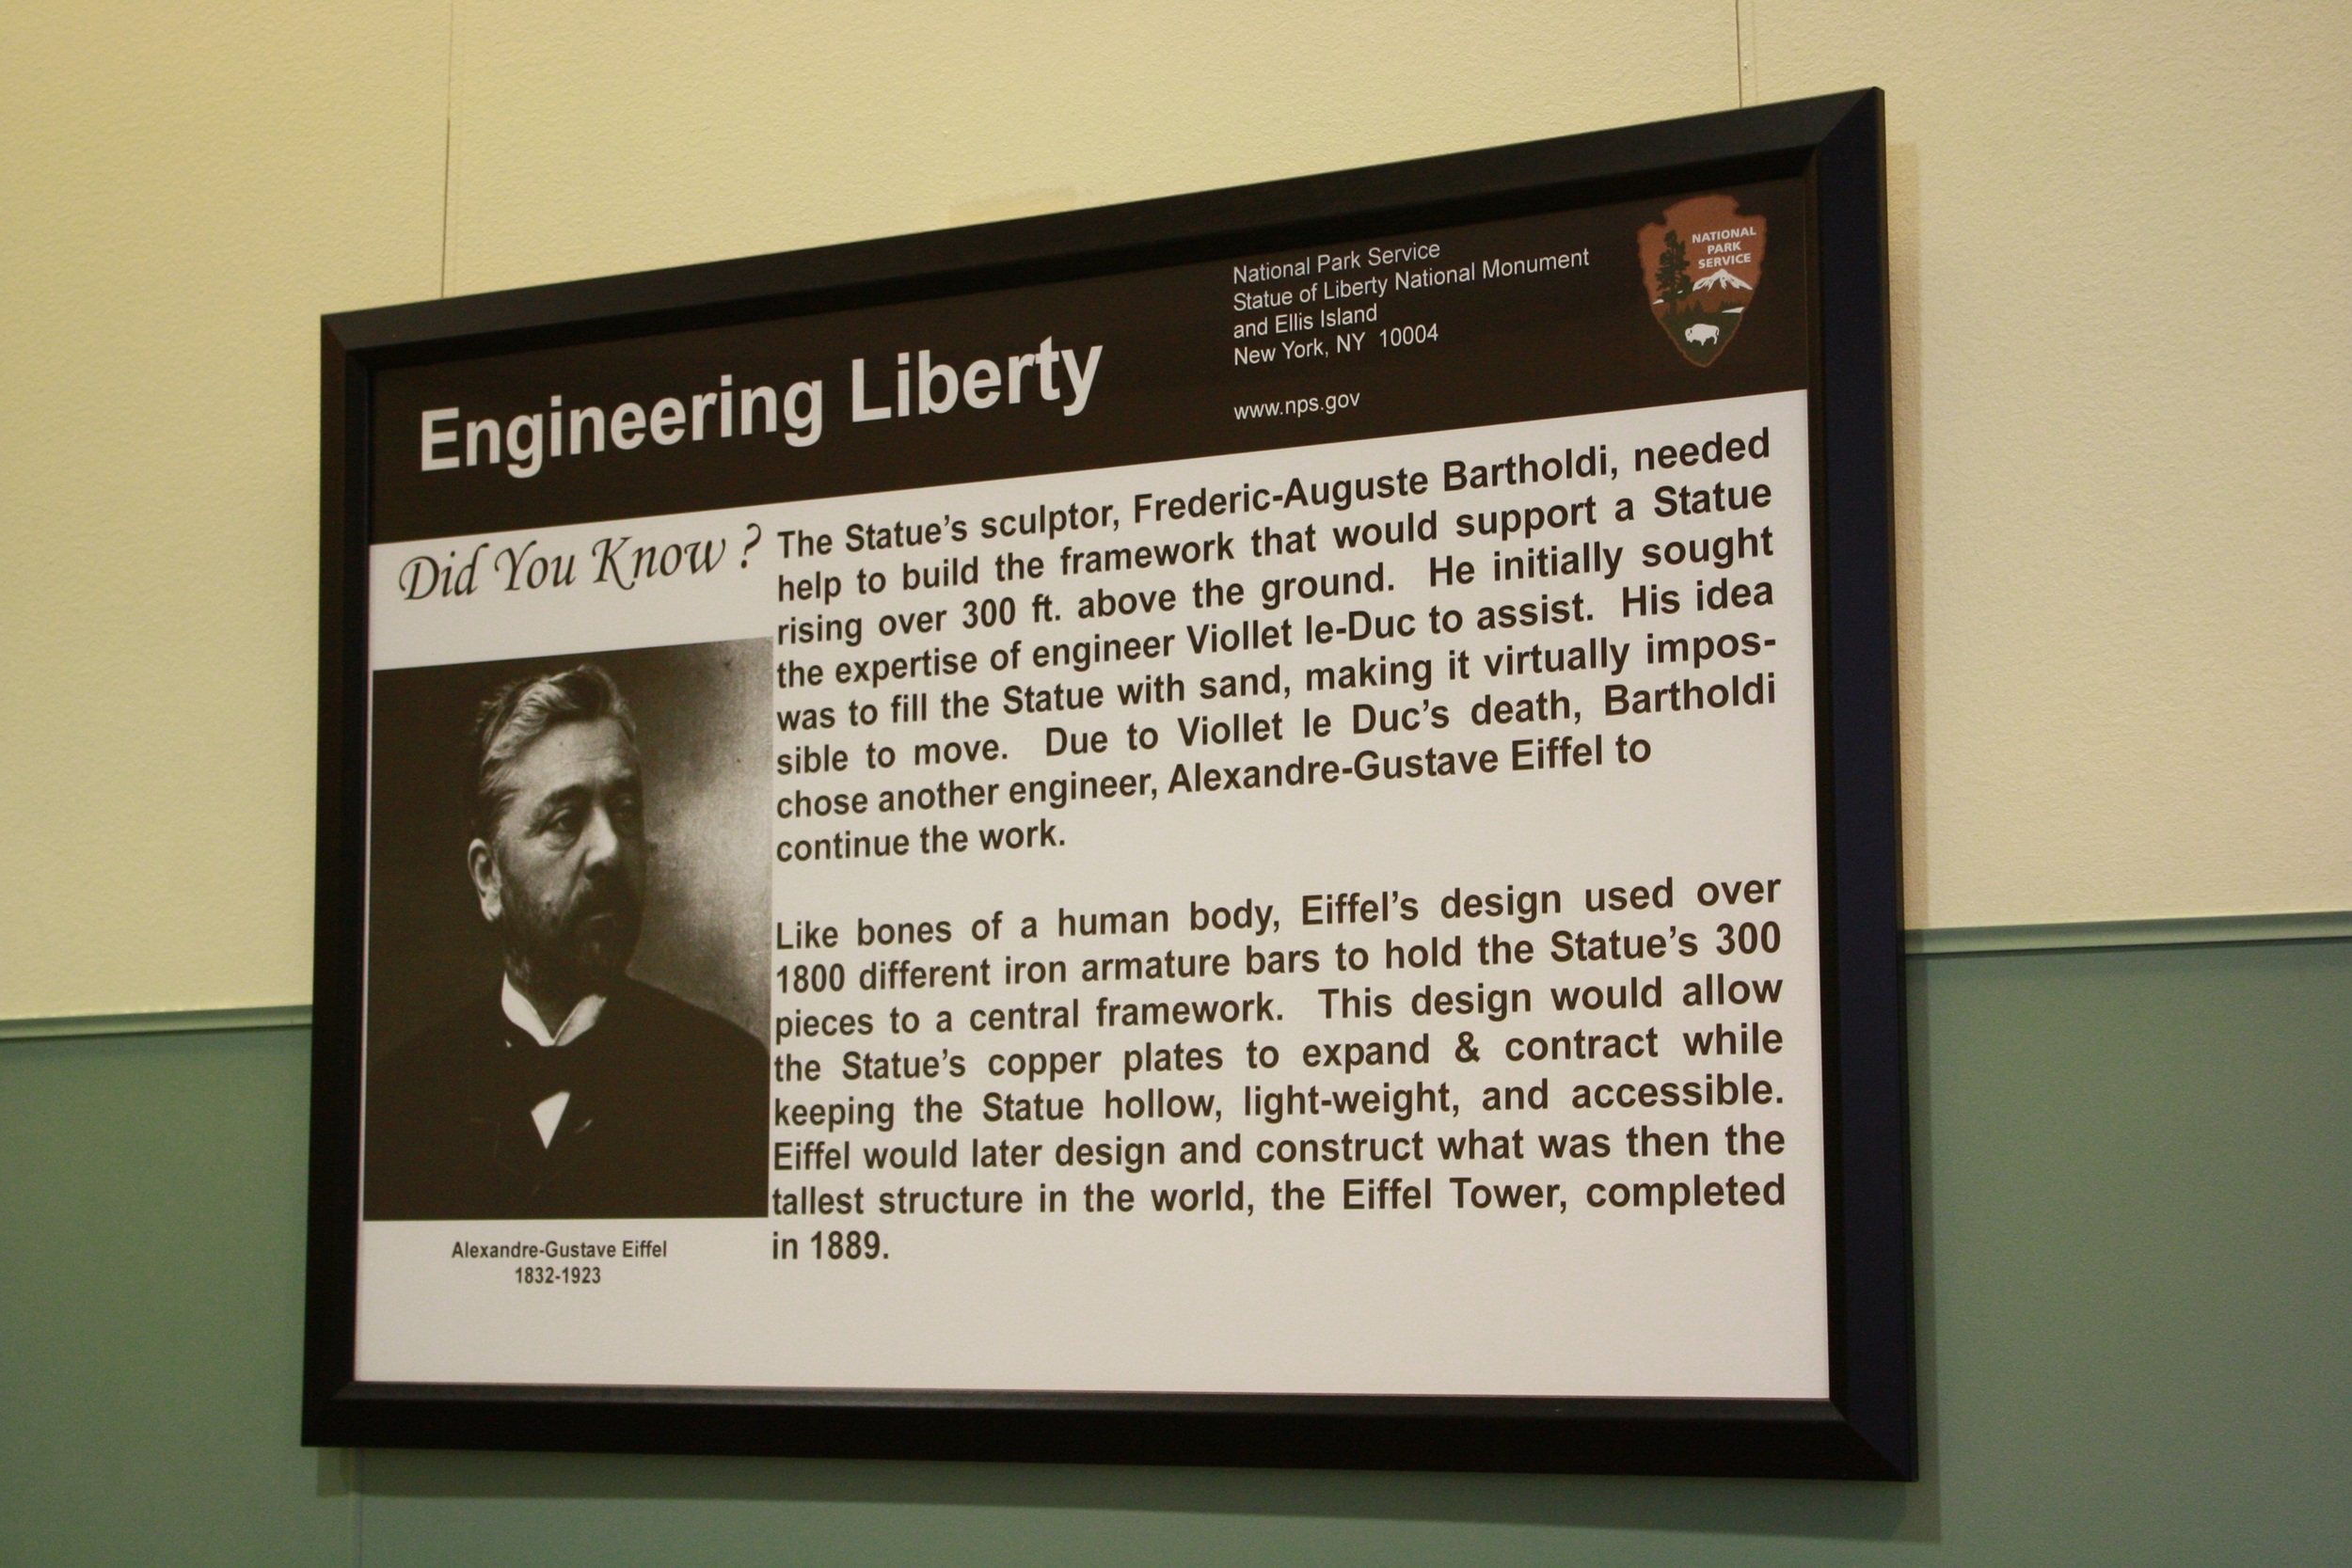 Engineering Liberty
National Park Service
Statue of Liberty National Monument
and Ellis Island
New York, NY 10004
www.nps.gov
NATIONAL
PARK
SERVICE
Did You Know ?
The Statue's sculptor, Frederic-Auguste Bartholdi, needed
help to build the framework that would support a Statue
rising over 300 ft. above the ground. He initially sought
the expertise of engineer Viollet le-Duc to assist. His idea
was to fill the Statue with sand, making it virtually impos-
sible to move. Due to Viollet le Duc's death, Bartholdi
chose another engineer, Alexandre-Gustave Eiffel to
continue the work.
Like bones of a human body, Eiffel's design used over
1800 different iron armature bars to hold the Statue's 300
pieces to a central framework. This design would allow
the Statue's copper plates to expand & contract while
keeping the Statue hollow, light-weight, and accessible.
Eiffel would later design and construct what was then the
tallest structure in the world, the Eiffel Tower, completed
in 1889.
Alexandre-Gustave Eiffel
1832-1923